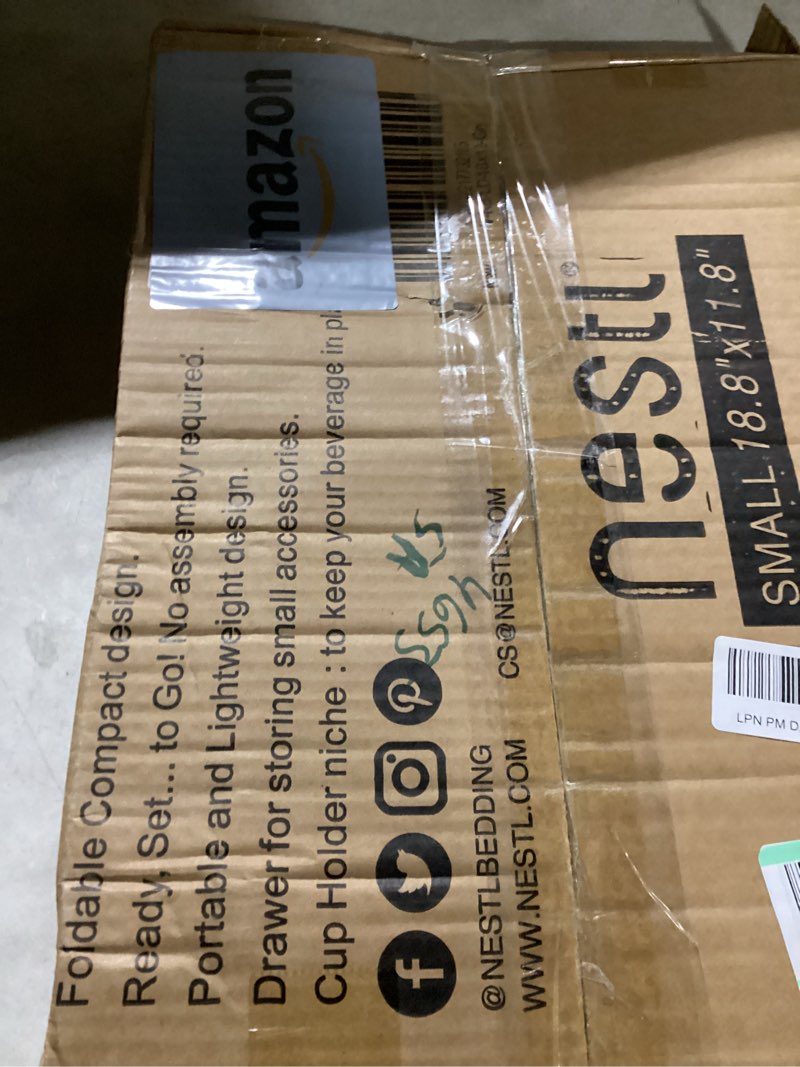 amazon
Foldable Compact design.
Ready, Set... to Go! No assembly required.
Portable and Lightweight design.
Drawer for storing small accessories.
Cup Holder niche : to keep your beverage in pl
@NESTLBEDDING
WWW.NESTL.COM
CS@NESTL.COM
nestl®
SMALL 18.8"x11.8"
LPN PM D